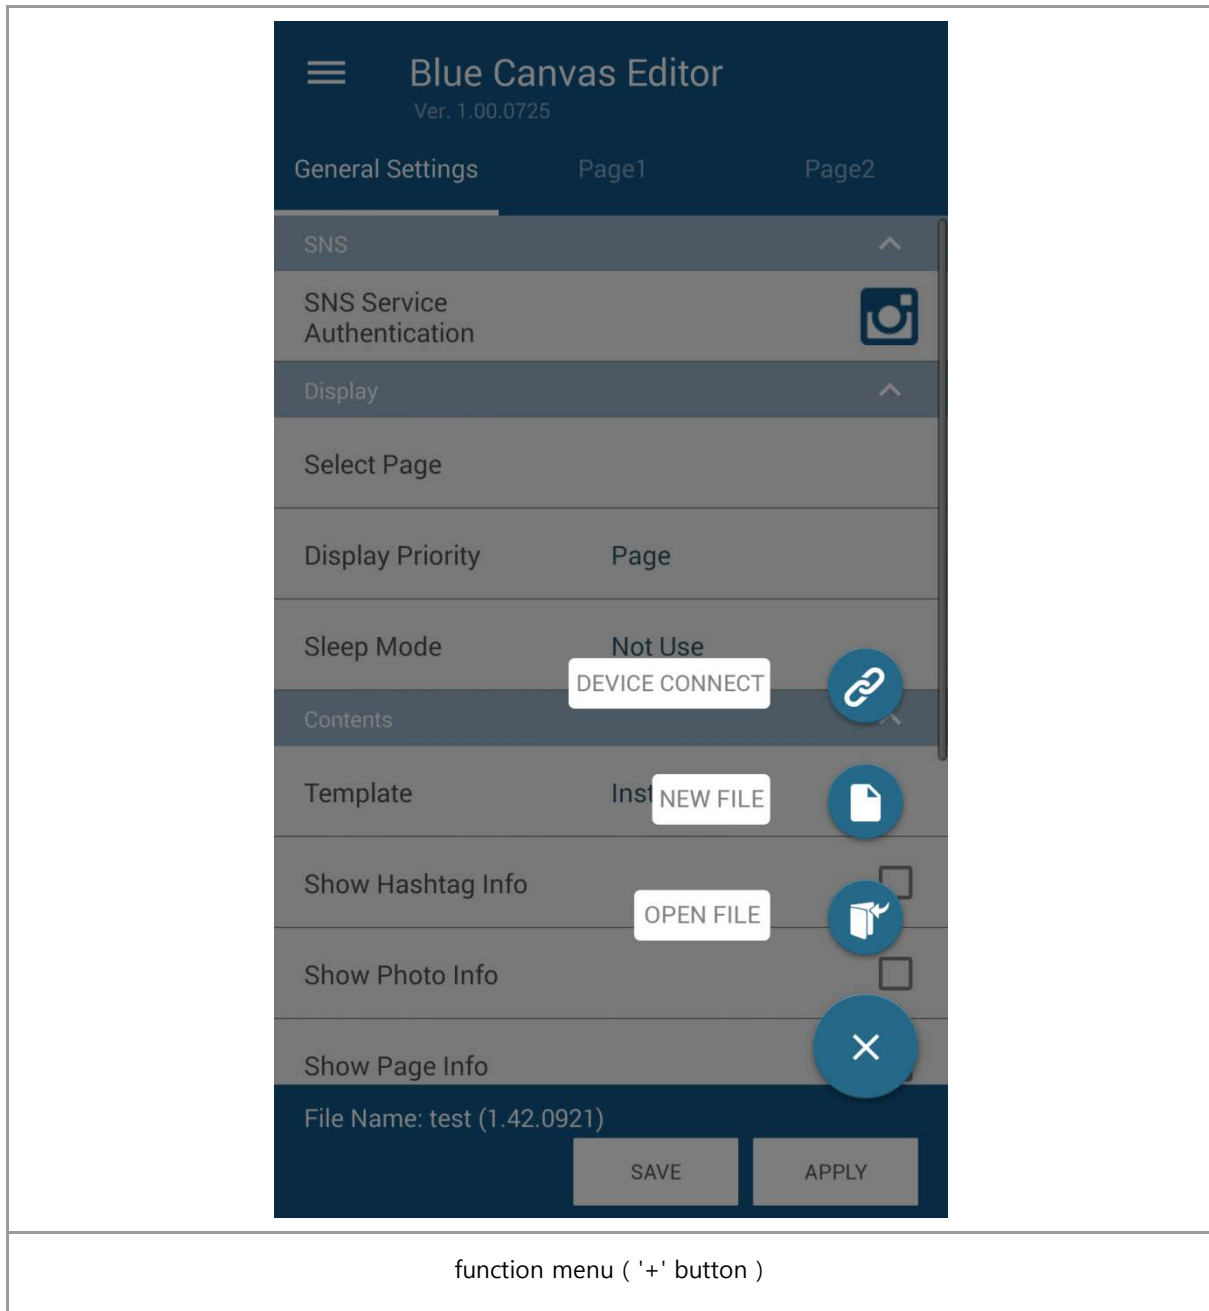 Blue Canvas Editor
Ver. 1.00.0725
General Settings Page1 Page2
SNS
SNS Service
Authentication
Display
Select Page
Display Priority Page
Sleep Mode Not Use
DEVICE CONNECT
Contents
Template Inst
NEW FILE
Show Hashtag Info
OPEN FILE
Show Photo Info
Show Page Info
File Name: test (1.42.0921)
SAVE APPLY
function menu ( '+' button )